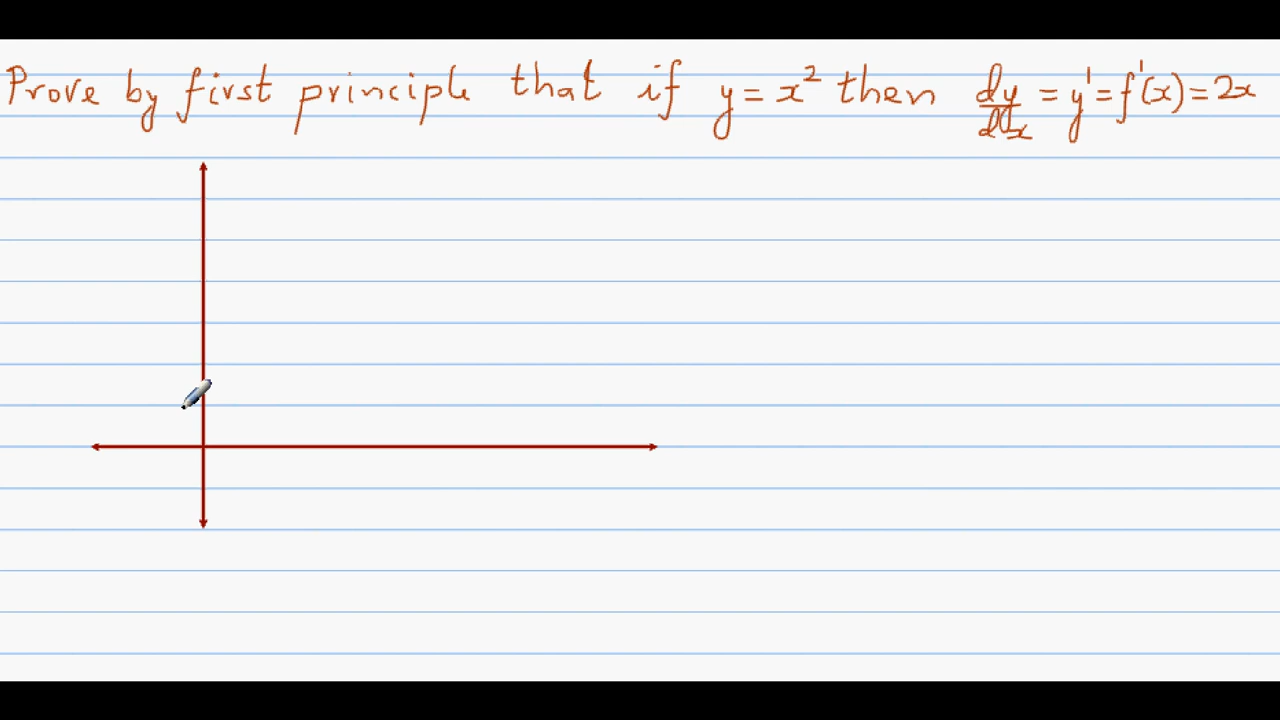 Prove by first principle that if y = x² then dy/dx = y' = f'(x) = 2x